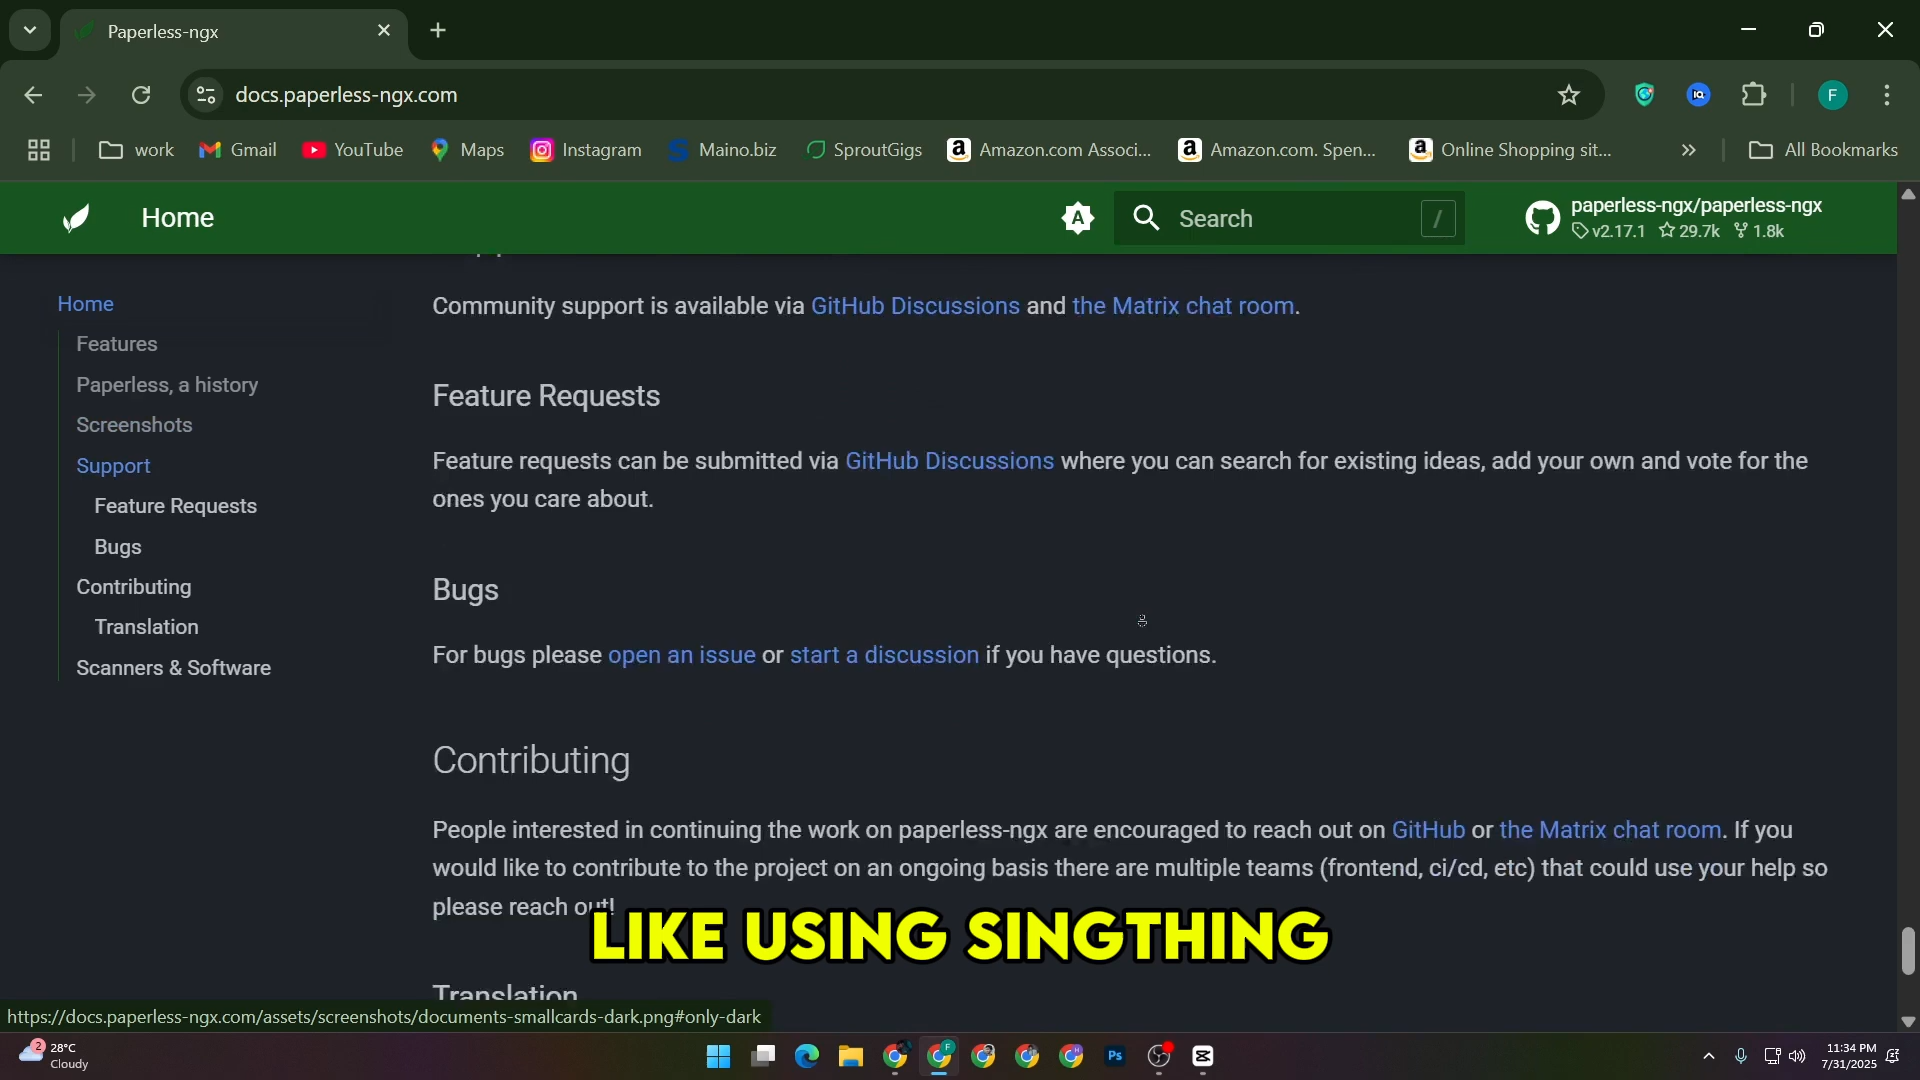 Paperless-ngx
docs.paperless-ngx.com
F
work
Gmail
YouTube
Maps
Instagram
Maino.biz
SproutGigs
Amazon.com Associ...
Amazon.com. Spen...
Online Shopping sit...
All Bookmarks
Home
A
Search
/
paperless-ngx/paperless-ngx
v2.17.1 29.7k 1.8k
Home
Features
Paperless, a history
Screenshots
Support
Feature Requests
Bugs
Contributing
Translation
Scanners & Software
Community support is available via GitHub Discussions and the Matrix chat room.
Feature Requests
Feature requests can be submitted via GitHub Discussions where you can search for existing ideas, add your own and vote for the
ones you care about.
Bugs
For bugs please open an issue or start a discussion if you have questions.
Contributing
People interested in continuing the work on paperless-ngx are encouraged to reach out on GitHub or the Matrix chat room. If you
would like to contribute to the project on an ongoing basis there are multiple teams (frontend, ci/cd, etc) that could use your help so
please reach out!
LIKE USING SINGTHING
Translation
https://docs.paperless-ngx.com/assets/screenshots/documents-smallcards-dark.png#only-dark
2
28°C
Cloudy
F
Ps
11:34 PM
7/31/2025